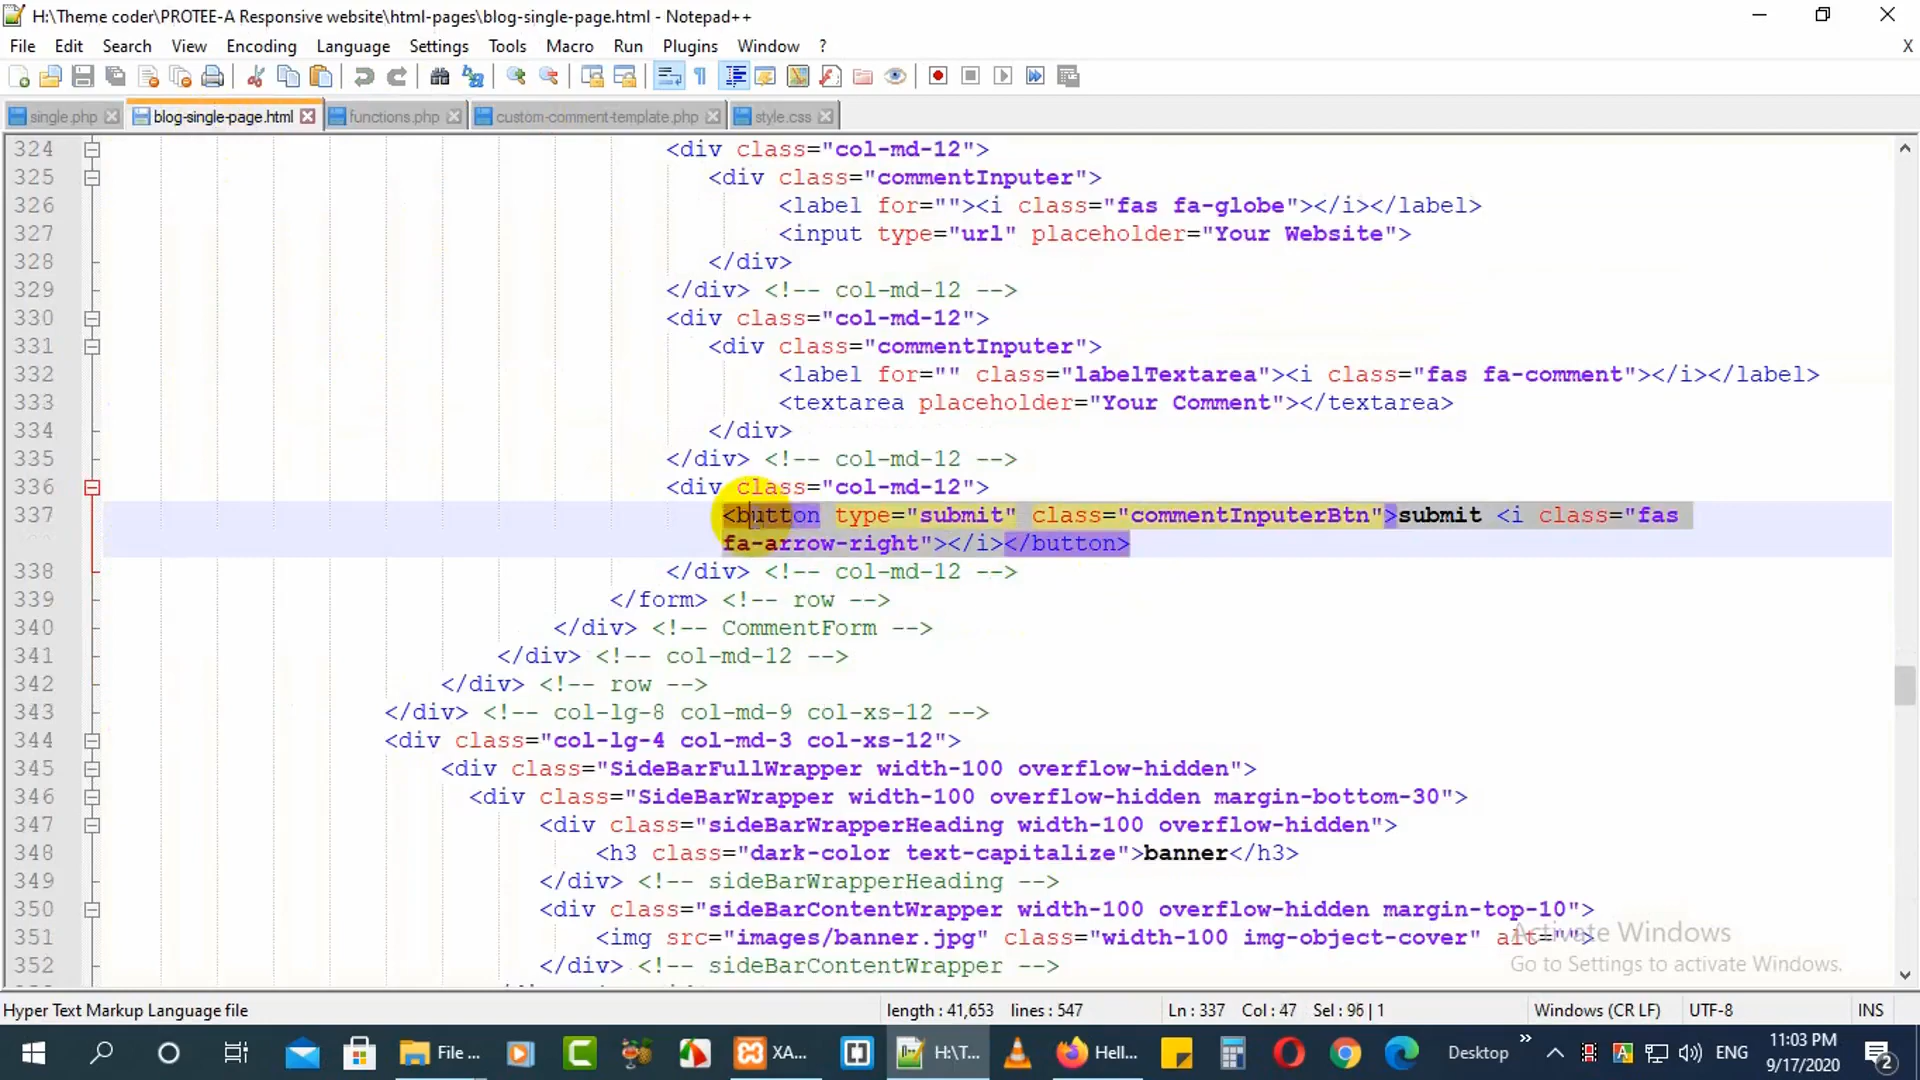 H:\Theme coder\PROTEE-A Responsive website\html-pages\blog-single-page.html - Notepad++
File Edit Search View Encoding Language Settings Tools Macro Run Plugins Window ? X
single.php blog-single-page.html functions.php custom-comment-template.php style.css
324 <div class="col-md-12">
325 <div class="commentInputer">
326 <label for=""><i class="fas fa-globe"></i></label>
327 <input type="url" placeholder="Your Website">
328 </div>
329 </div> <!-- col-md-12 -->
330 <div class="col-md-12">
331 <div class="commentInputer">
332 <label for="" class="labelTextarea"><i class="fas fa-comment"></i></label>
333 <textarea placeholder="Your Comment"></textarea>
334 </div>
335 </div> <!-- col-md-12 -->
336 <div class="col-md-12">
337 <button type="submit" class="commentInputerBtn">submit <i class="fas
fa-arrow-right"></i></button>
338 </div> <!-- col-md-12 -->
339 </form> <!-- row -->
340 </div> <!-- CommentForm -->
341 </div> <!-- col-md-12 -->
342 </div> <!-- row -->
343 </div> <!-- col-lg-8 col-md-9 col-xs-12 -->
344 <div class="col-lg-4 col-md-3 col-xs-12">
345 <div class="SideBarFullWrapper width-100 overflow-hidden">
346 <div class="SideBarWrapper width-100 overflow-hidden margin-bottom-30">
347 <div class="sideBarWrapperHeading width-100 overflow-hidden">
348 <h3 class="dark-color text-capitalize">banner</h3>
349 </div> <!-- sideBarWrapperHeading -->
350 <div class="sideBarContentWrapper width-100 overflow-hidden margin-top-10">
351 <img src="images/banner.jpg" class="width-100 img-object-cover" alt="">
352 </div> <!-- sideBarContentWrapper -->
Activate Windows
Go to Settings to activate Windows.
Hyper Text Markup Language file length : 41,653 lines : 547 Ln : 337 Col : 47 Sel : 96 | 1 Windows (CR LF) UTF-8 INS
File ... XA... H:\T... Hell... Desktop » ENG 11:03 PM
9/17/2020 2